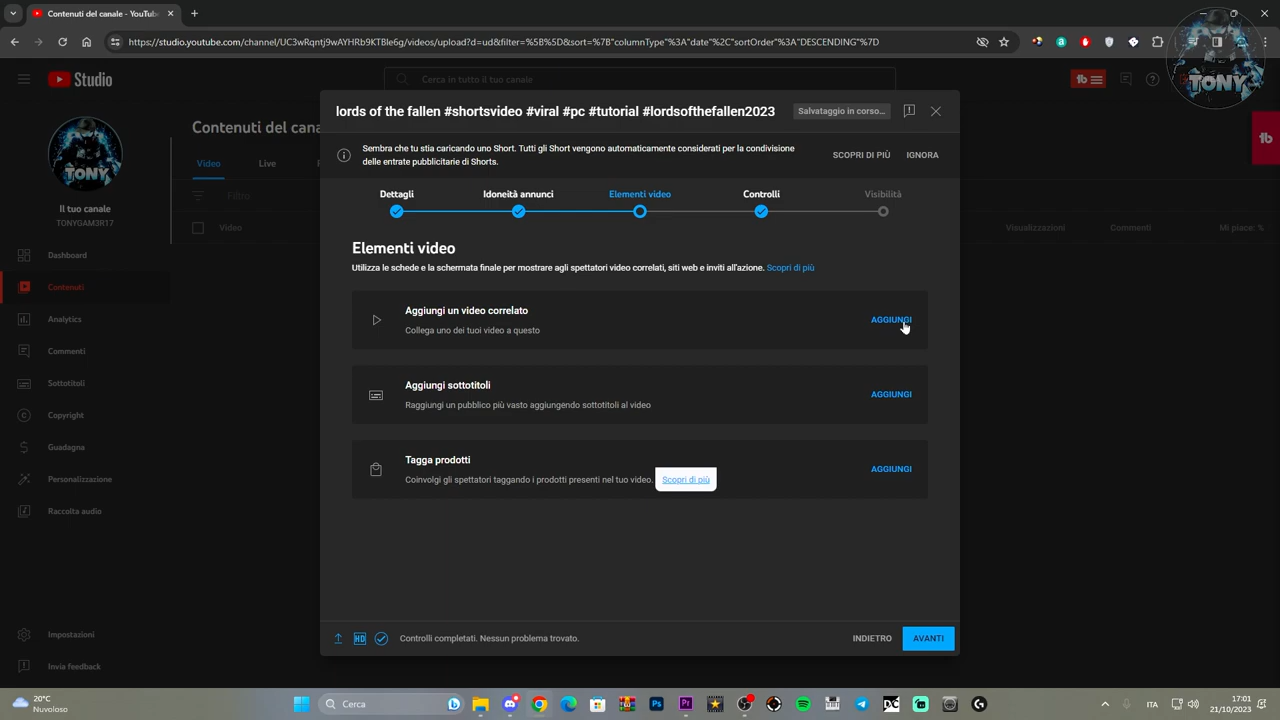 Contenuti del canale - YouTube
https://studio.youtube.com/channel/UC3wRqntj9wAYHRb9KTBIe6g/videos/upload?d=ud&filter=%5B%5D&sort=%7B"columnType"%3A"date"%2C"sortOrder"%3A"DESCENDING"%7D
Studio
Cerca in tutto il tuo canale
TONY
lords of the fallen #shortsvideo #viral #pc #tutorial #lordsofthefallen2023
Salvataggio in corso...
Contenuti del cana
Sembra che tu stia caricando uno Short. Tutti gli Short vengono automaticamente considerati per la condivisione
delle entrate pubblicitarie di Shorts.
SCOPRI DI PIÙ
IGNORA
Video
Live
TONY
Filtro
Dettagli
Idoneità annunci
Elementi video
Controlli
Visibilità
Il tuo canale
TONYGAM3R17
Video
Visualizzazioni
Commenti
Mi piace: %
Elementi video
Utilizza le schede e la schermata finale per mostrare agli spettatori video correlati, siti web e inviti all'azione. Scopri di più
Dashboard
Contenuti
Analytics
Commenti
Sottotitoli
Copyright
Guadagna
Personalizzazione
Raccolta audio
Aggiungi un video correlato
Collega uno dei tuoi video a questo
AGGIUNGI
Aggiungi sottotitoli
Raggiungi un pubblico più vasto aggiungendo sottotitoli al video
AGGIUNGI
Tagga prodotti
Coinvolgi gli spettatori taggando i prodotti presenti nel tuo video. Scopri di più
AGGIUNGI
Impostazioni
Invia feedback
HD
Controlli completati. Nessun problema trovato.
INDIETRO
AVANTI
20°C
Nuvoloso
Cerca
ITA
17:01
21/10/2023